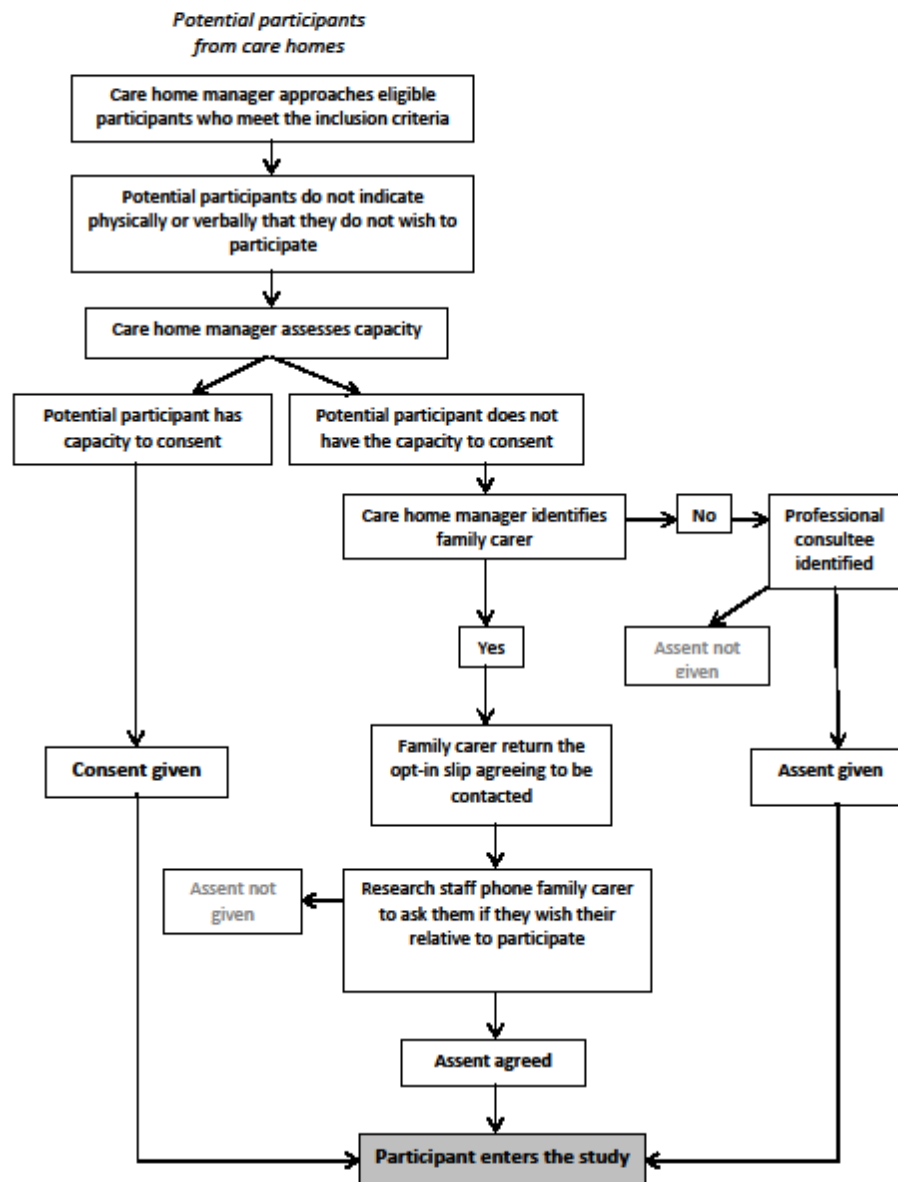 Potential participants
from care homes
Care home manager approaches eligible
participants who meet the inclusion criteria
Potential participants do not indicate
physically or verbally that they do not wish to
participate
Care home manager assesses capacity
Potential participant has
capacity to consent
Potential participant does not
have the capacity to consent
Care home manager identifies
family carer
No
Professional
consultee
identified
Yes
Assent not
given
Family carer return the
opt-in slip agreeing to be
contacted
Consent given
Assent given
Assent not
given
Research staff phone family carer
to ask them if they wish their
relative to participate
Assent agreed
Participant enters the study